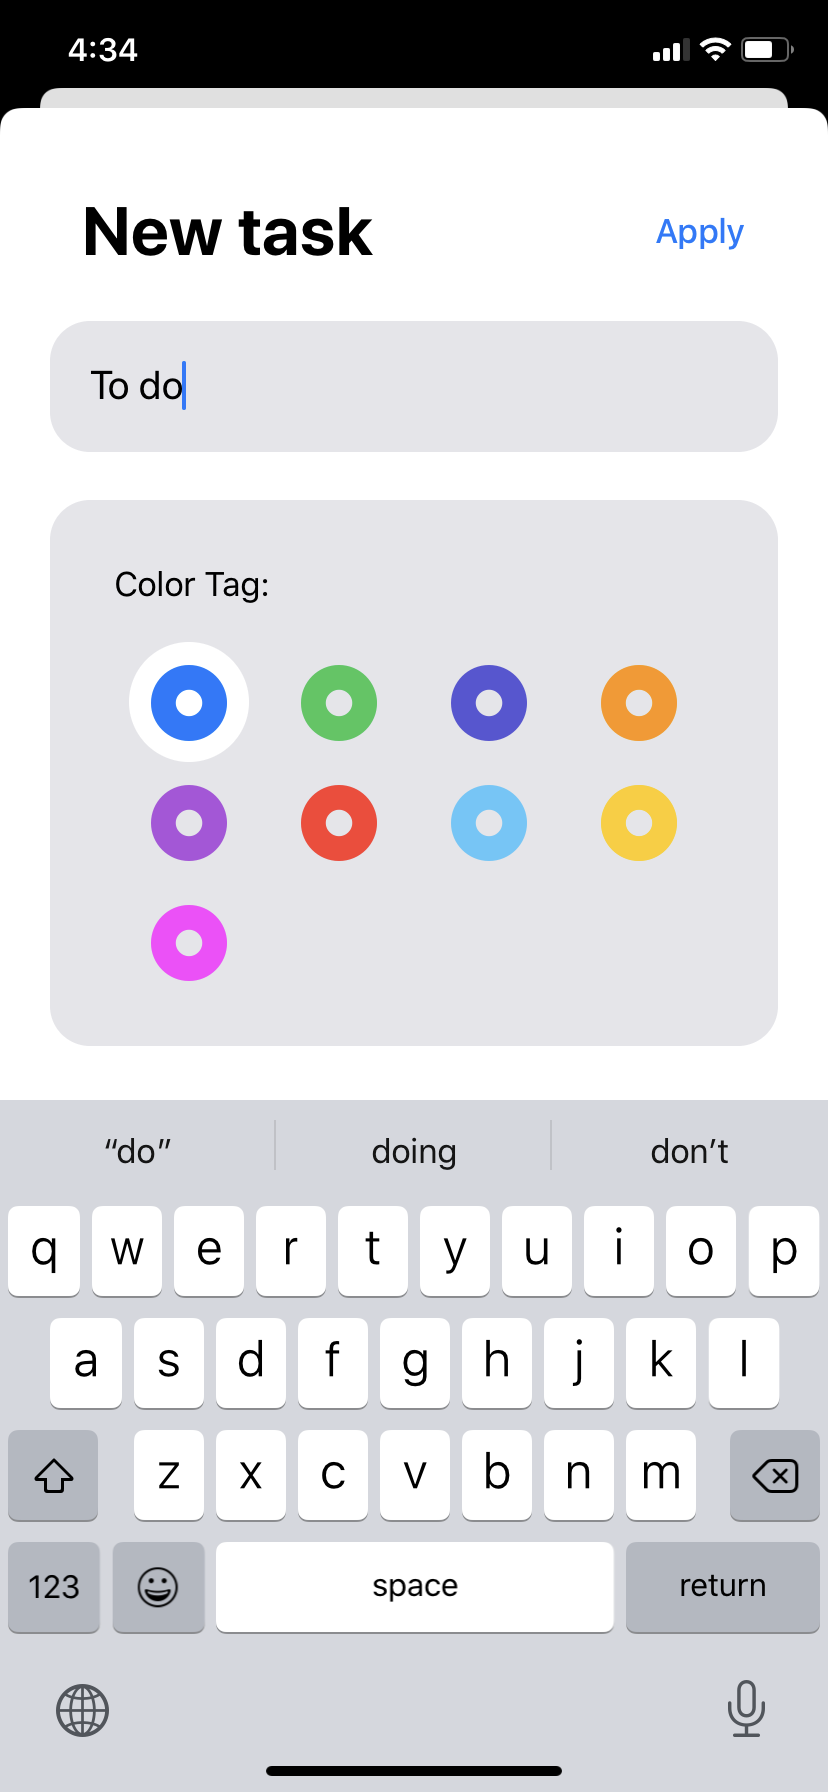 4:34
New task
Apply
To do
Color Tag:
“do” doing don’t
q w e r t y u i o p
a s d f g h j k l
z x c v b n m
123 space return